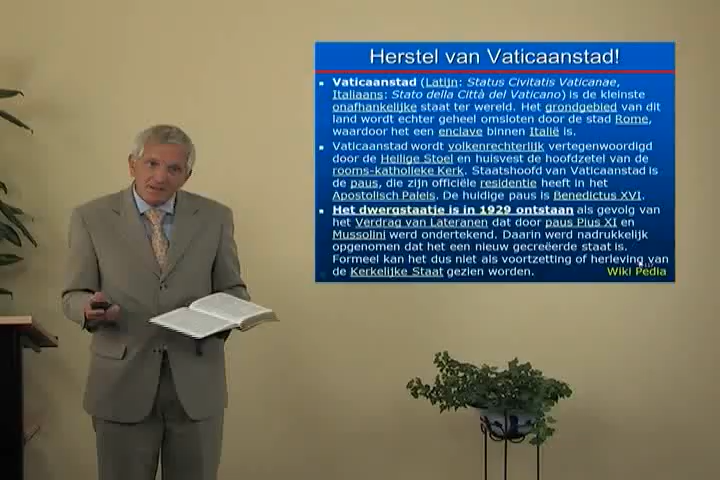 Herstel van Vaticaanstad!
Vaticaanstad (Latijn: Status Civitatis Vaticanae,
Italiaans: Stato della Città del Vaticano) is de kleinste
onafhankelijke staat ter wereld. Het grondgebied van dit
land wordt echter geheel omsloten door de stad Rome,
waardoor het een enclave binnen Italië is.
Vaticaanstad wordt volkenrechterlijk vertegenwoordigd
door de Heilige Stoel en huisvest de hoofdzetel van de
rooms-katholieke Kerk. Staatshoofd van Vaticaanstad is
de paus, die zijn officiële residentie heeft in het
Apostolisch Paleis. De huidige paus is Benedictus XVI.
Het dwergstaatje is in 1929 ontstaan als gevolg van
het Verdrag van Lateranen dat door paus Pius XI en
Mussolini werd ondertekend. Daarin werd nadrukkelijk
opgenomen dat het een nieuw gecreëerde staat is.
Formeel kan het dus niet als voortzetting of herleving van
de Kerkelijke Staat gezien worden.
Wiki Pedia